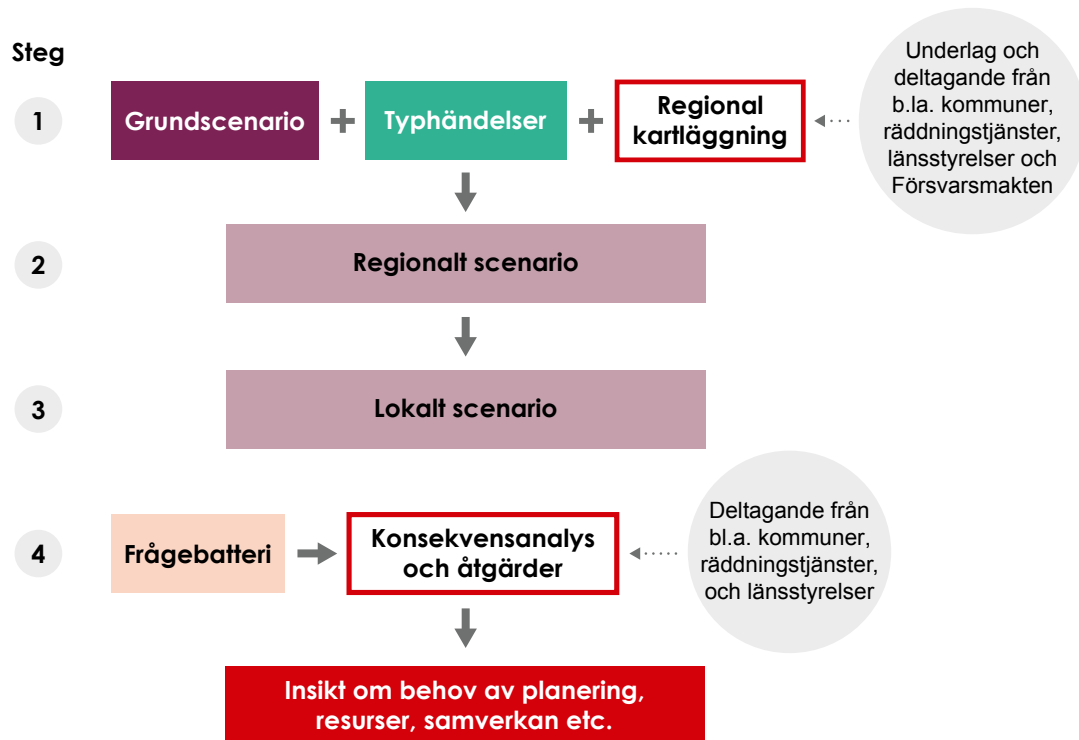 Steg
1
Grundscenario
+
Typhändelser
+
Regional
kartläggning
Underlag och
deltagande från
b.la. kommuner,
räddningstjänster,
länsstyrelser och
Försvarsmakten
2
Regionalt scenario
3
Lokalt scenario
4
Frågebatteri
Konsekvensanalys
och åtgärder
Deltagande från
bl.a. kommuner,
räddningstjänster,
och länsstyrelser
Insikt om behov av planering,
resurser, samverkan etc.